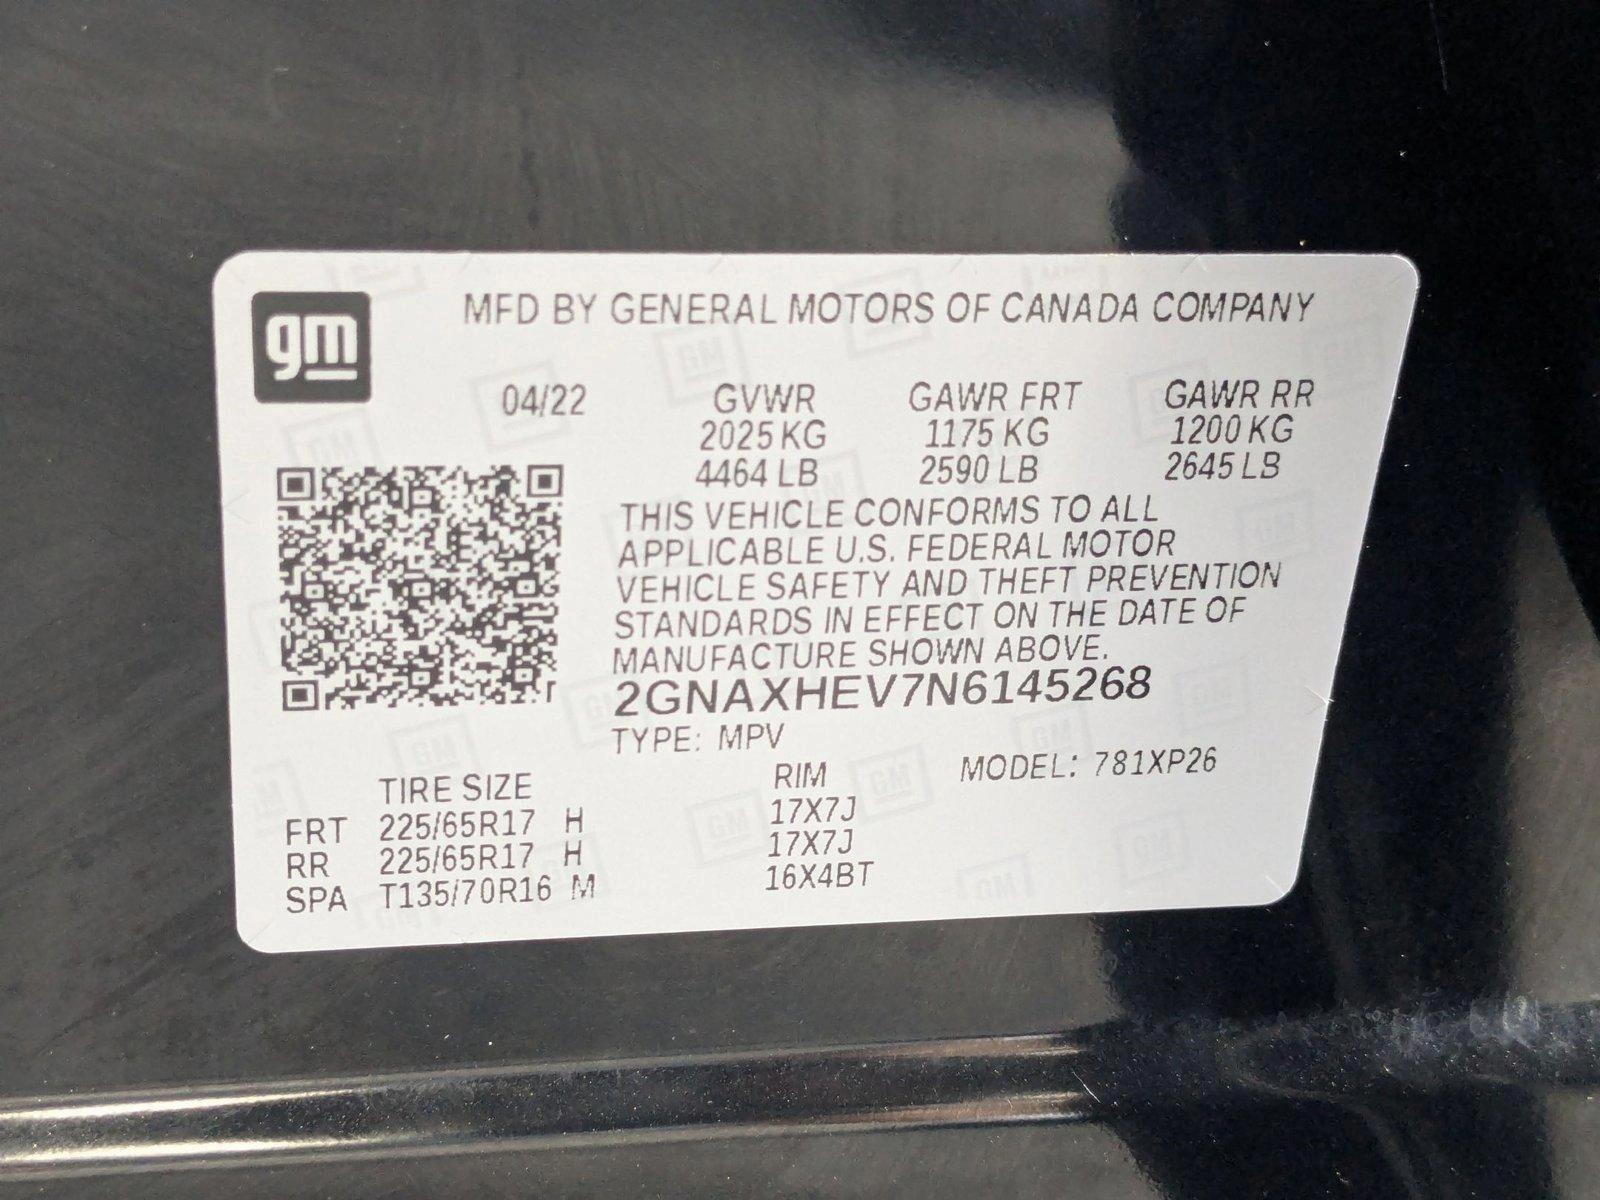 gm
MFD BY GENERAL MOTORS OF CANADA COMPANY
04/22 GVWR GAWR FRT GAWR RR
2025 KG 1175 KG 1200 KG
4464 LB 2590 LB 2645 LB
THIS VEHICLE CONFORMS TO ALL
APPLICABLE U.S. FEDERAL MOTOR
VEHICLE SAFETY AND THEFT PREVENTION
STANDARDS IN EFFECT ON THE DATE OF
MANUFACTURE SHOWN ABOVE.
2GNAXHEV7N6145268
TYPE: MPV
MODEL: 781XP26
TIRE SIZE RIM
FRT 225/65R17 H 17X7J
RR 225/65R17 H 17X7J
SPA T135/70R16 M 16X4BT